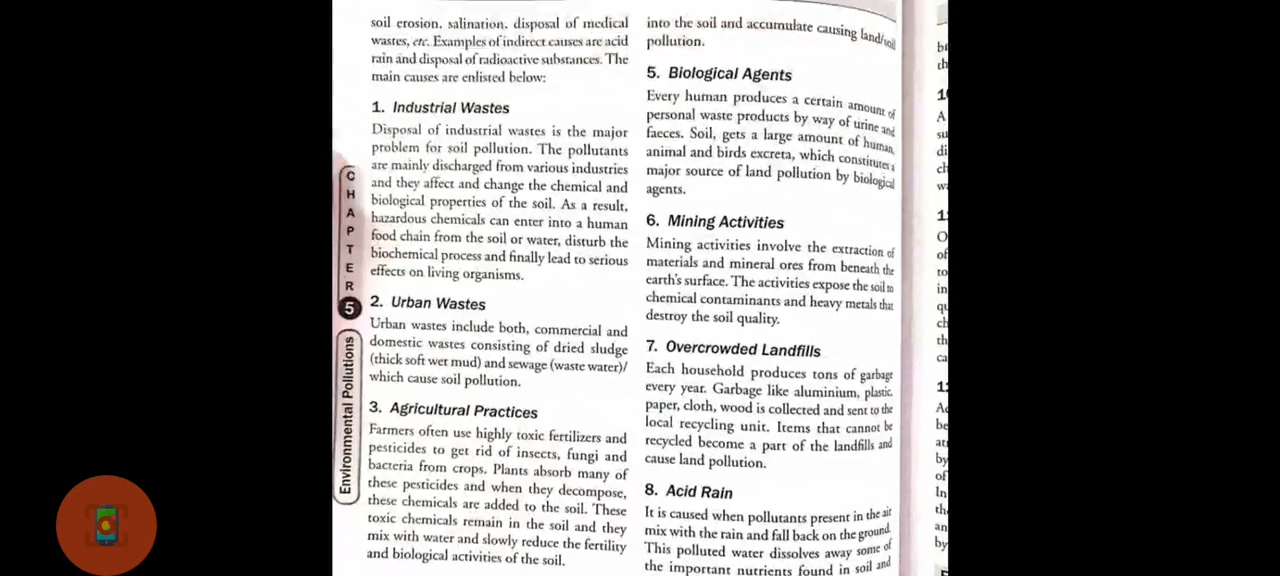 soil erosion, salination, disposal of medical
wastes, etc. Examples of indirect causes are acid
rain and disposal of radioactive substances. The
main causes are enlisted below:
1. Industrial Wastes
Disposal of industrial wastes is the major
problem for soil pollution. The pollutants
are mainly discharged from various industries
and they affect and change the chemical and
biological properties of the soil. As a result,
hazardous chemicals can enter into a human
food chain from the soil or water, disturb the
biochemical process and finally lead to serious
effects on living organisms.
2. Urban Wastes
Urban wastes include both, commercial and
domestic wastes consisting of dried sludge
(thick soft wet mud) and sewage (waste water)/
which cause soil pollution.
3. Agricultural Practices
Farmers often use highly toxic fertilizers and
pesticides to get rid of insects, fungi and
bacteria from crops. Plants absorb many of
these pesticides and when they decompose,
these chemicals are added to the soil. These
toxic chemicals remain in the soil and they
mix with water and slowly reduce the fertility
and biological activities of the soil.
into the soil and accumulate causing land/soil
pollution.
5. Biological Agents
Every human produces a certain amount of
personal waste products by way of urine and
faeces. Soil, gets a large amount of human,
animal and birds excreta, which constitutes a
major source of land pollution by biological
agents.
6. Mining Activities
Mining activities involve the extraction of
materials and mineral ores from beneath the
earth's surface. The activities expose the soil to
chemical contaminants and heavy metals that
destroy the soil quality.
7. Overcrowded Landfills
Each household produces tons of garbage
every year. Garbage like aluminium, plastic,
paper, cloth, wood is collected and sent to the
local recycling unit. Items that cannot be
recycled become a part of the landfills and
cause land pollution.
8. Acid Rain
It is caused when pollutants present in the air
mix with the rain and fall back on the ground.
This polluted water dissolves away some of
the important nutrients found in soil and
CHAPTER 5
Environmental Pollutions